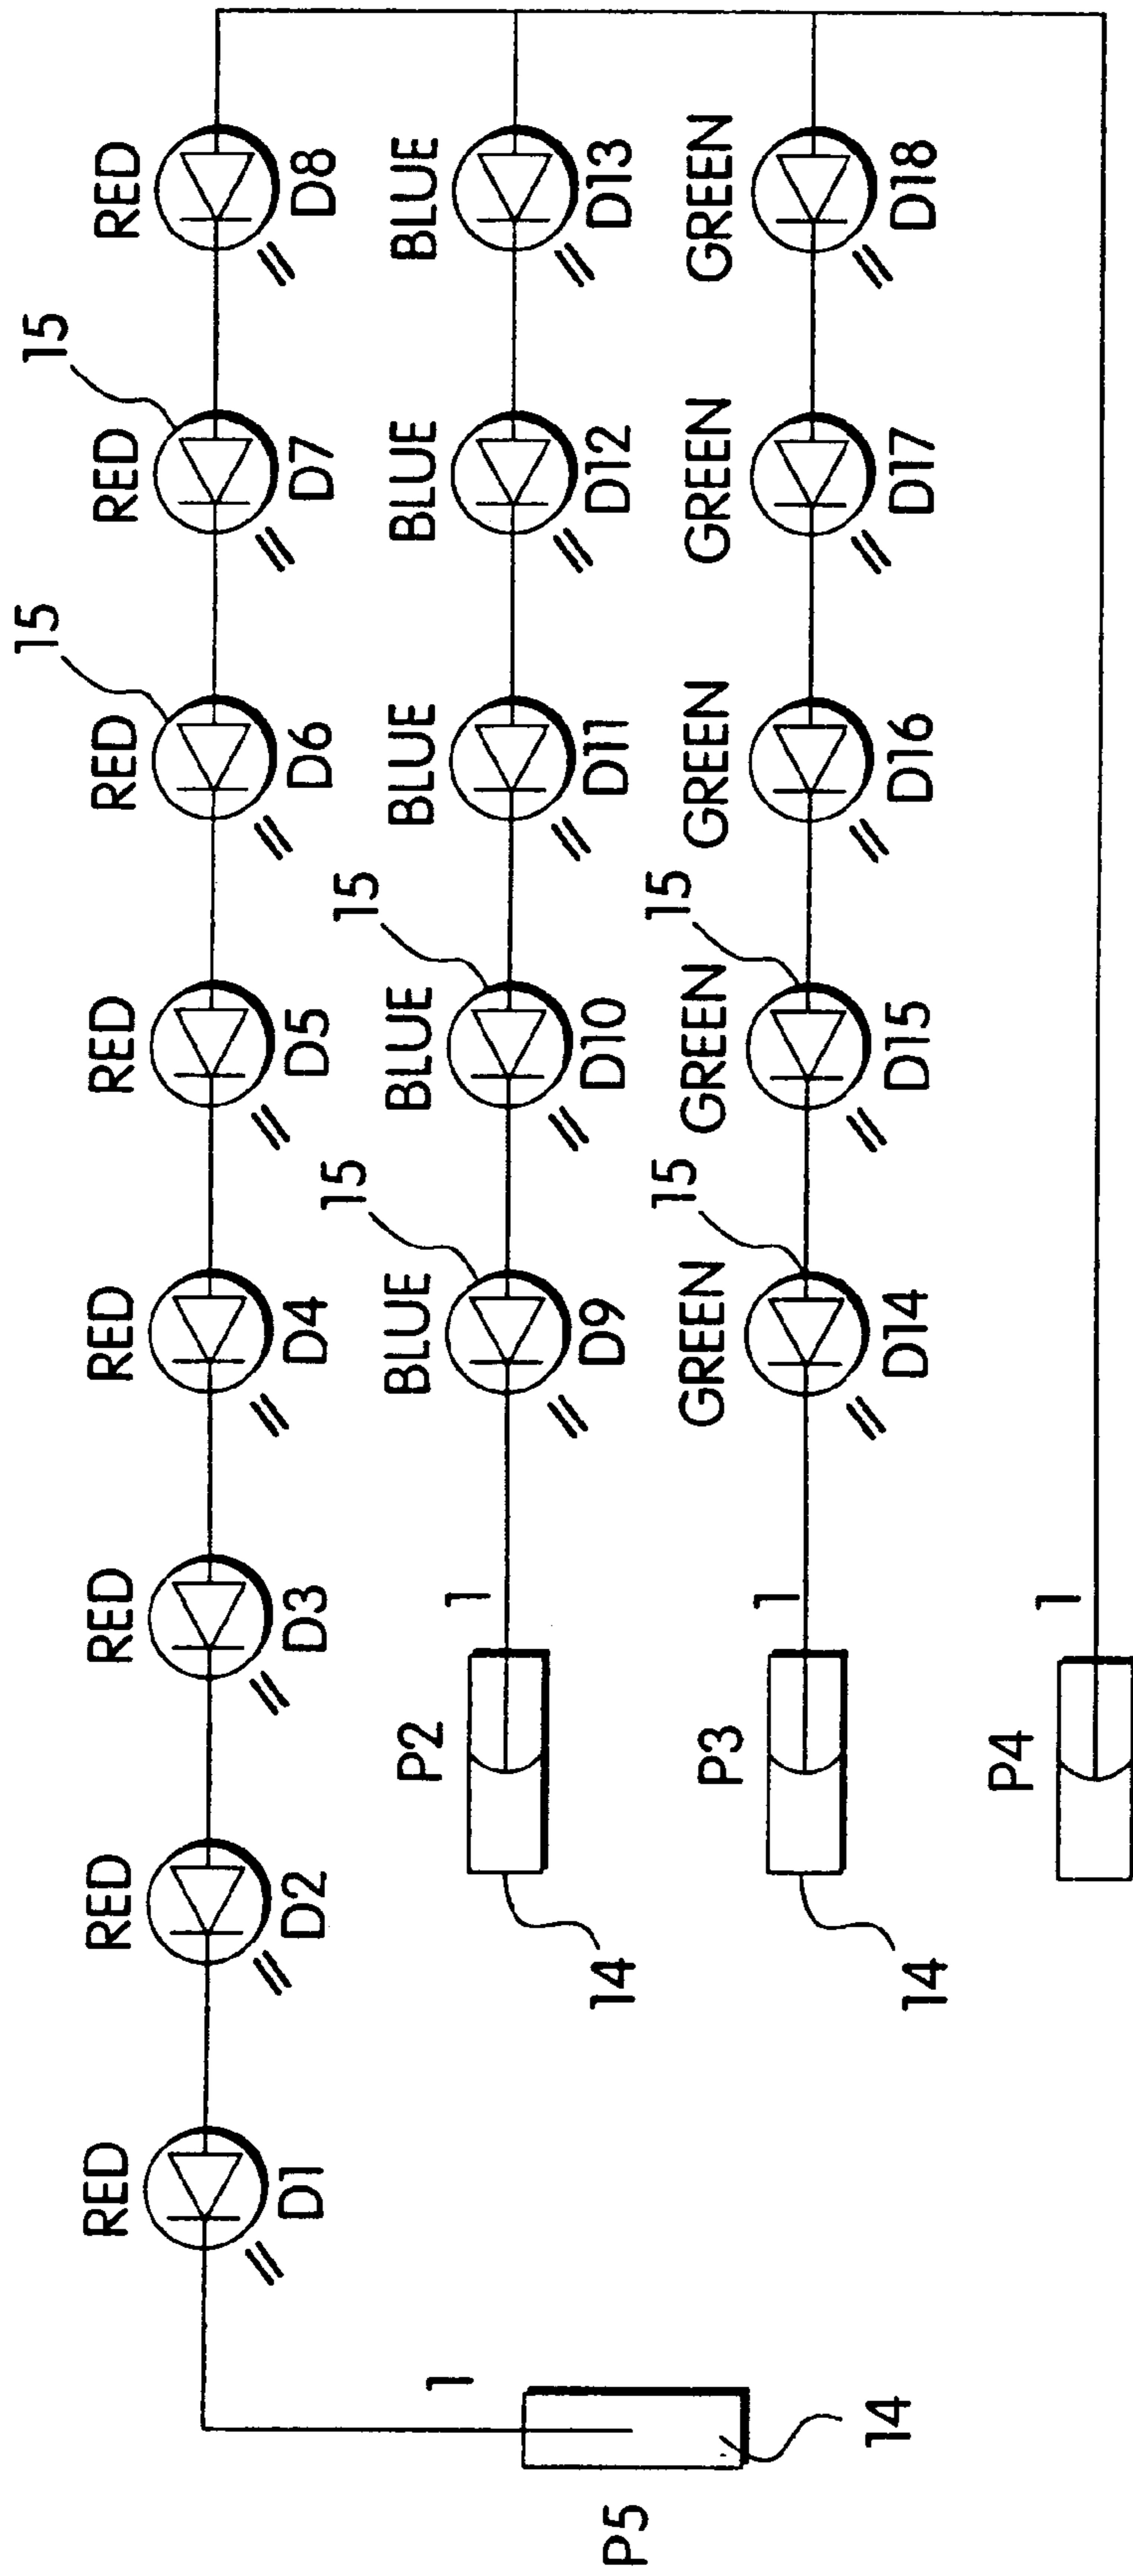 15 15
RED RED RED RED RED RED RED RED
D1 D2 D3 D4 D5 D6 D7 D8
15 15
BLUE BLUE BLUE BLUE BLUE
P2 1
D9 D10 D11 D12 D13
14
15 15
GREEN GREEN GREEN GREEN GREEN
P3 1
D14 D15 D16 D17 D18
14
P5 1
14
P4 1